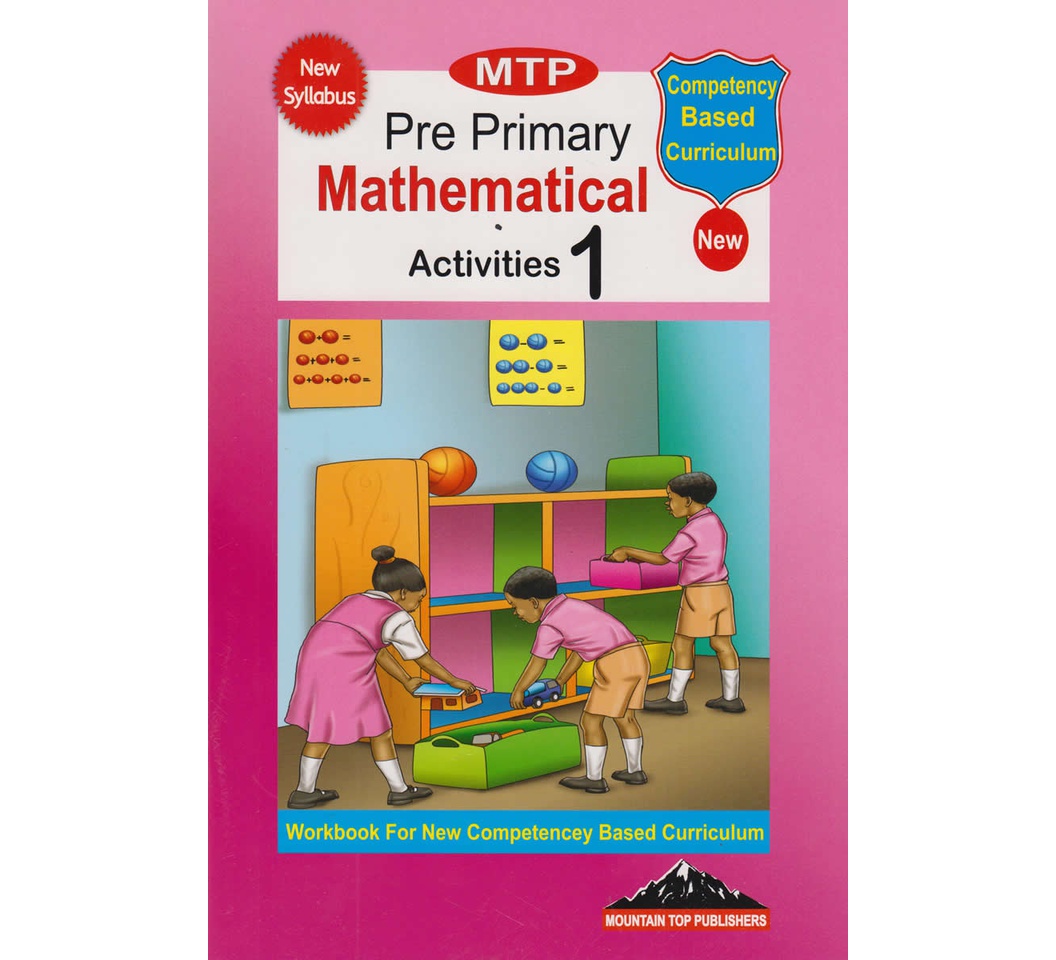 New
Syllabus
MTP
Competency
Based
Curriculum
Pre Primary
Mathematical
Activities 1
New
+ =
+ + =
+ + + =
- =
- =
- =
Workbook For New Competencey Based Curriculum
MOUNTAIN TOP PUBLISHERS